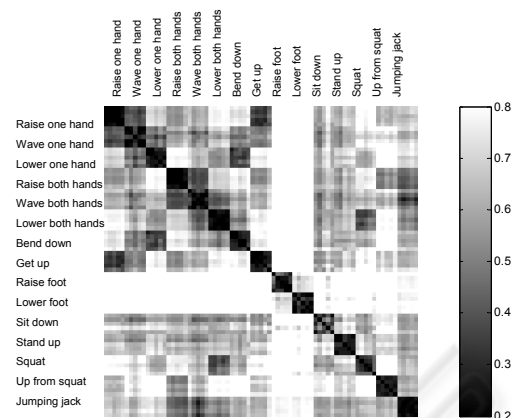 Raise one hand
Wave one hand
Lower one hand
Raise both hands
Wave both hands
Lower both hands
Bend down
Get up
Raise foot
Lower foot
Sit down
Stand up
Squat
Up from squat
Jumping jack
Raise one hand
Wave one hand
Lower one hand
Raise both hands
Wave both hands
Lower both hands
Bend down
Get up
Raise foot
Lower foot
Sit down
Stand up
Squat
Up from squat
Jumping jack
0.8
0.7
0.6
0.5
0.4
0.3
0.2